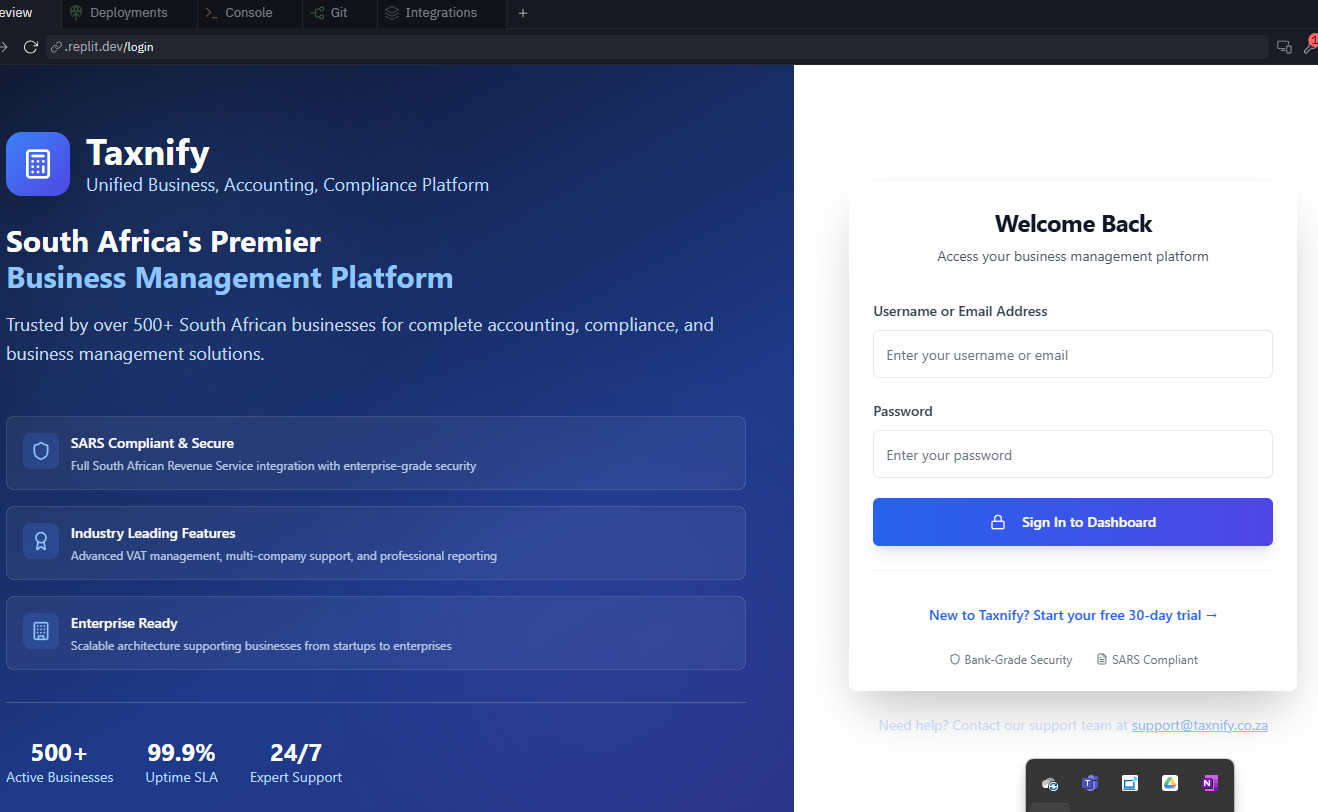 eview
Deployments
Console
Git
Integrations
.replit.dev/login
1
Taxnify
Unified Business, Accounting, Compliance Platform
South Africa's Premier
Business Management Platform
Trusted by over 500+ South African businesses for complete accounting, compliance, and
business management solutions.
SARS Compliant & Secure
Full South African Revenue Service integration with enterprise-grade security
Industry Leading Features
Advanced VAT management, multi-company support, and professional reporting
Enterprise Ready
Scalable architecture supporting businesses from startups to enterprises
500+ 99.9% 24/7
Active Businesses Uptime SLA Expert Support
Welcome Back
Access your business management platform
Username or Email Address
Enter your username or email
Password
Enter your password
Sign In to Dashboard
New to Taxnify? Start your free 30-day trial →
Bank-Grade Security SARS Compliant
Need help? Contact our support team at support@taxnify.co.za